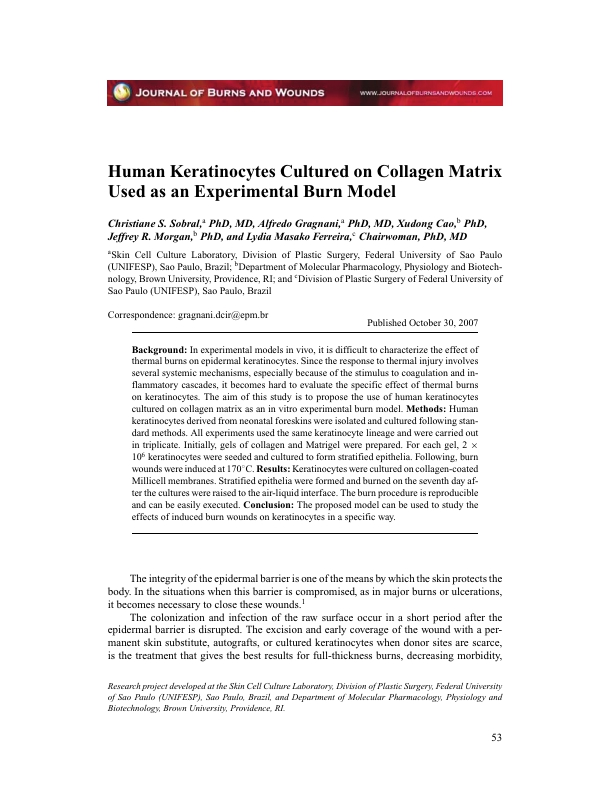 JOURNAL OF BURNS AND WOUNDS WWW.JOURNALOFBURNSANDWOUNDS.COM
Human Keratinocytes Cultured on Collagen Matrix
Used as an Experimental Burn Model
Christiane S. Sobral,a PhD, MD, Alfredo Gragnani,a PhD, MD, Xudong Cao,b PhD,
Jeffrey R. Morgan,b PhD, and Lydia Masako Ferreira,c Chairwoman, PhD, MD
aSkin Cell Culture Laboratory, Division of Plastic Surgery, Federal University of Sao Paulo
(UNIFESP), Sao Paulo, Brazil; bDepartment of Molecular Pharmacology, Physiology and Biotech-
nology, Brown University, Providence, RI; and cDivision of Plastic Surgery of Federal University of
Sao Paulo (UNIFESP), Sao Paulo, Brazil
Correspondence: gragnani.dcir@epm.br
Published October 30, 2007
Background: In experimental models in vivo, it is difficult to characterize the effect of
thermal burns on epidermal keratinocytes. Since the response to thermal injury involves
several systemic mechanisms, especially because of the stimulus to coagulation and in-
flammatory cascades, it becomes hard to evaluate the specific effect of thermal burns
on keratinocytes. The aim of this study is to propose the use of human keratinocytes
cultured on collagen matrix as an in vitro experimental burn model. Methods: Human
keratinocytes derived from neonatal foreskins were isolated and cultured following stan-
dard methods. All experiments used the same keratinocyte lineage and were carried out
in triplicate. Initially, gels of collagen and Matrigel were prepared. For each gel, 2 ×
10⁶ keratinocytes were seeded and cultured to form stratified epithelia. Following, burn
wounds were induced at 170°C. Results: Keratinocytes were cultured on collagen-coated
Millicell membranes. Stratified epithelia were formed and burned on the seventh day af-
ter the cultures were raised to the air-liquid interface. The burn procedure is reproducible
and can be easily executed. Conclusion: The proposed model can be used to study the
effects of induced burn wounds on keratinocytes in a specific way.
The integrity of the epidermal barrier is one of the means by which the skin protects the
body. In the situations when this barrier is compromised, as in major burns or ulcerations,
it becomes necessary to close these wounds.¹
The colonization and infection of the raw surface occur in a short period after the
epidermal barrier is disrupted. The excision and early coverage of the wound with a per-
manent skin substitute, autografts, or cultured keratinocytes when donor sites are scarce,
is the treatment that gives the best results for full-thickness burns, decreasing morbidity,
Research project developed at the Skin Cell Culture Laboratory, Division of Plastic Surgery, Federal University
of Sao Paulo (UNIFESP), Sao Paulo, Brazil, and Department of Molecular Pharmacology, Physiology and
Biotechnology, Brown University, Providence, RI.
53